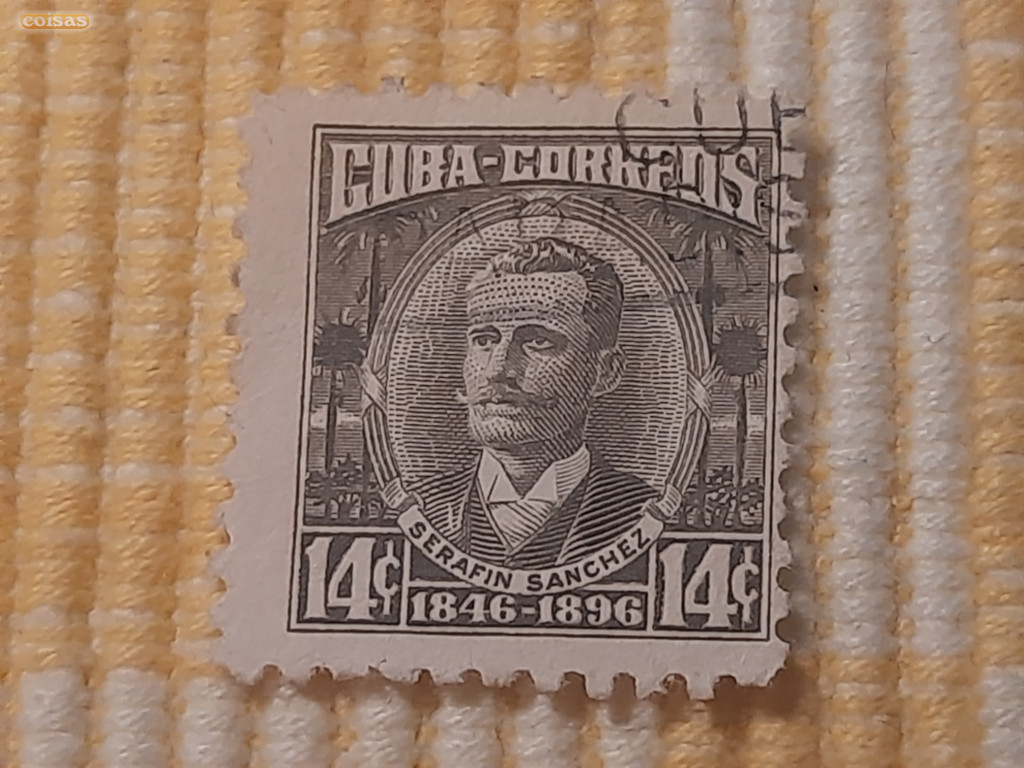 coisas
CUBA-CORREOS
SERAFIN SANCHEZ
14¢
1846-1896
14¢